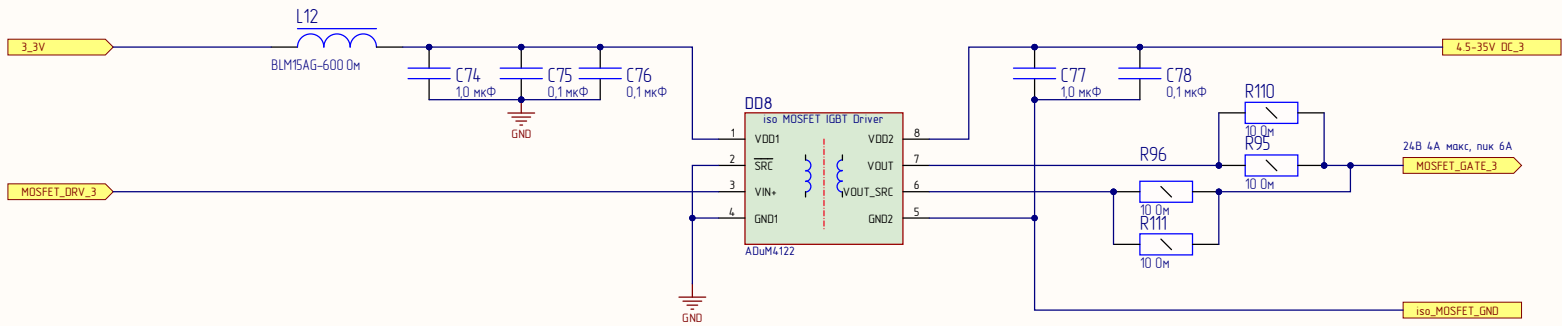 L12
3_3V
BLM15AG-600 Ом
C74
1,0 мкФ
C75
0,1 мкФ
C76
0,1 мкФ
GND
C77
1,0 мкФ
C78
0,1 мкФ
4.5-35V DC_3
DD8
iso MOSFET IGBT Driver
1
VDD1
VDD2
8
2
SRC
VOUT
7
3
VIN+
VOUT_SRC
6
4
GND1
GND2
5
ADuM4122
MOSFET_DRV_3
GND
R110
10 Ом
R95
10 Ом
R96
10 Ом
R111
10 Ом
24В 4А макс, пик 6А
MOSFET_GATE_3
iso_MOSFET_GND